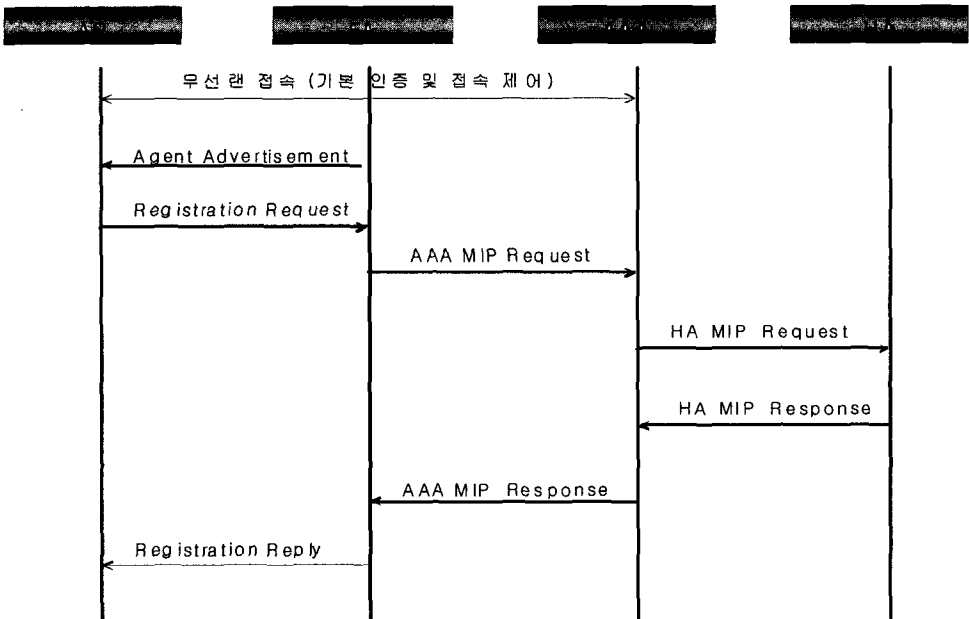 무선랜 접속 (기본 인증 및 접속 제어)
Agent Advertisement
Registration Request
AAA MIP Request
HA MIP Request
HA MIP Response
AAA MIP Response
Registration Reply